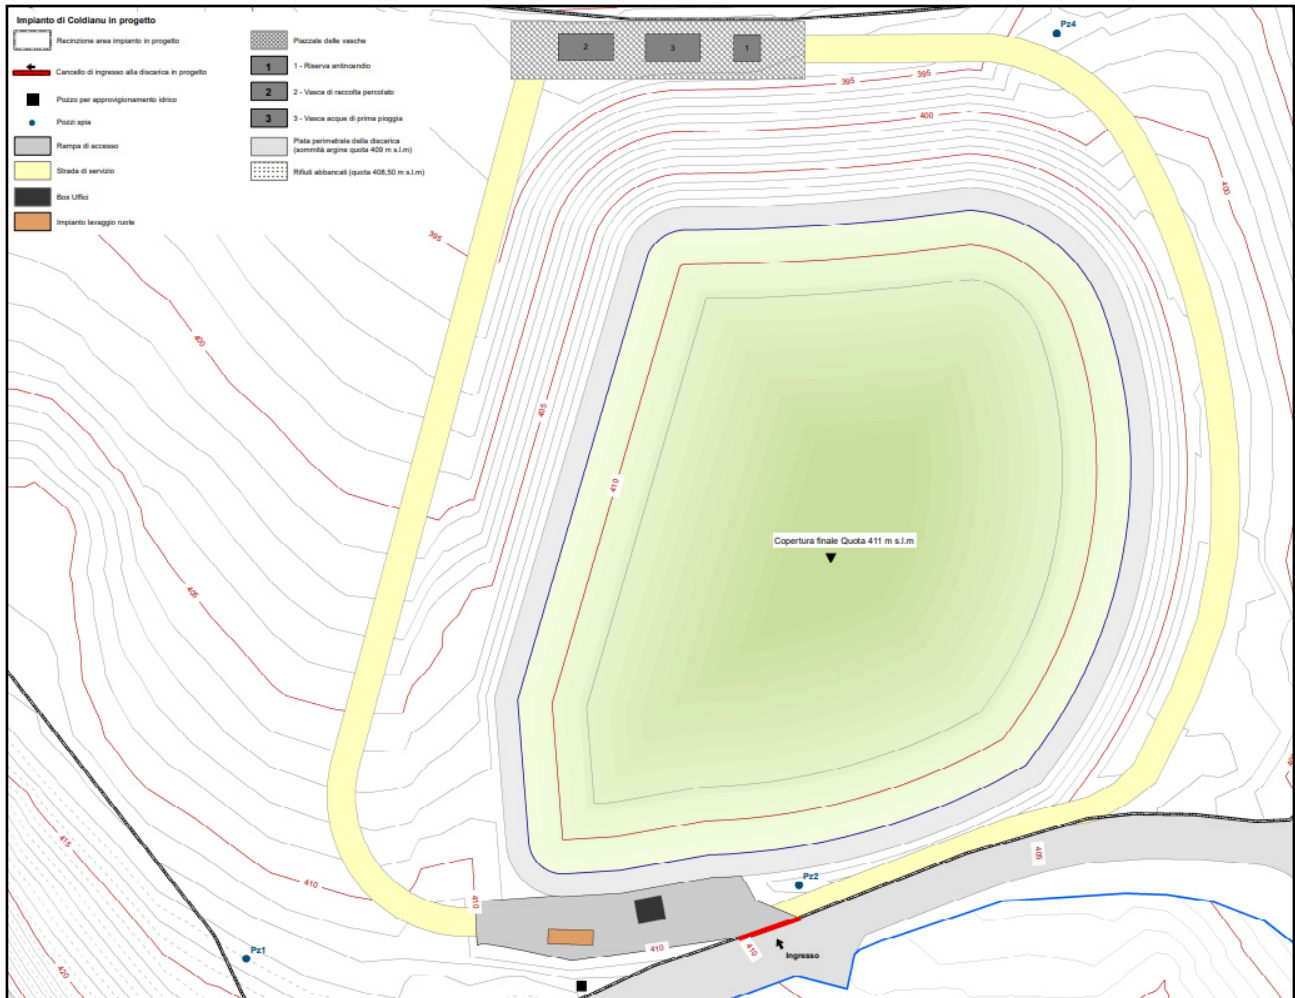 Impianto di Coldianu in progetto
Recinzione area impianto in progetto
Cancello di ingresso alla discarica in progetto
Pozzo per approvigionamento idrico
Pozzi spia
Rampa di accesso
Strada di servizio
Box Uffici
Impianto lavaggio ruote
Piazzale delle vasche
1
1 - Riserva antincendio
2
2 - Vasca di raccolta percolato
3
3 - Vasca acque di prima pioggia
Pista perimetrale della discarica
(sommità argine quota 409 m s.l.m)
Rifiuti abbancati (quota 408,50 m s.l.m)
2
3
1
Pz4
395
395
400
400
395
400
405
410
Copertura finale Quota 411 m s.l.m
405
415
410
410
405
Pz2
410
410
Ingresso
Pz1
420